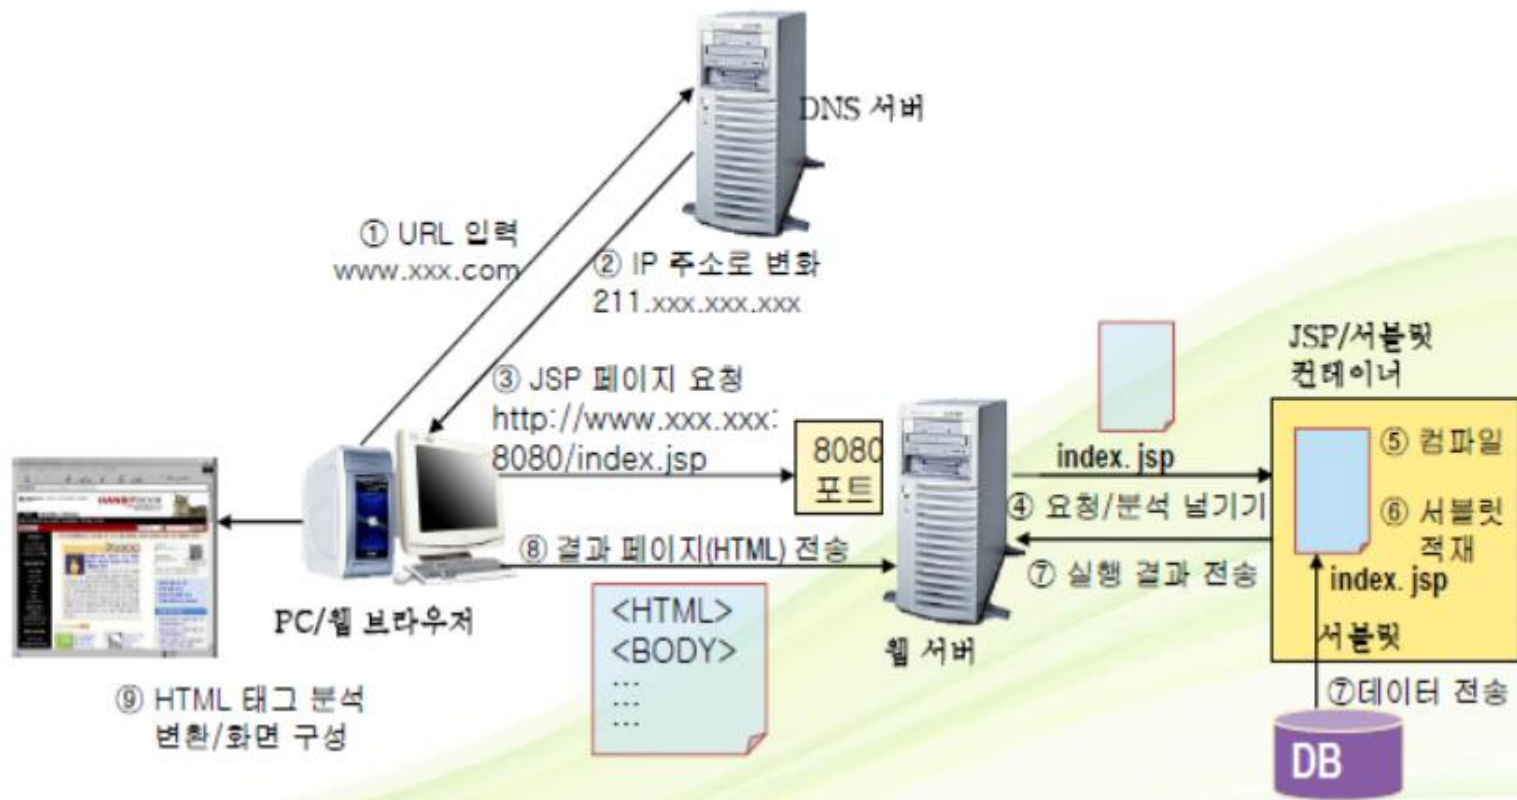 DNS 서버
① URL 입력
www.xxx.com
② IP 주소로 변화
211.xxx.xxx.xxx
③ JSP 페이지 요청
http://www.xxx.xxx:
8080/index.jsp
8080
포트
index. jsp
④ 요청/분석 넘기기
⑦ 실행 결과 전송
JSP/서블릿
컨테이너
⑤ 컴파일
⑥ 서블릿
적재
index. jsp
서블릿
⑦데이터 전송
DB
⑧ 결과 페이지(HTML) 전송
<HTML>
<BODY>
...
...
...
PC/웹 브라우저
웹 서버
⑨ HTML 태그 분석
변환/화면 구성